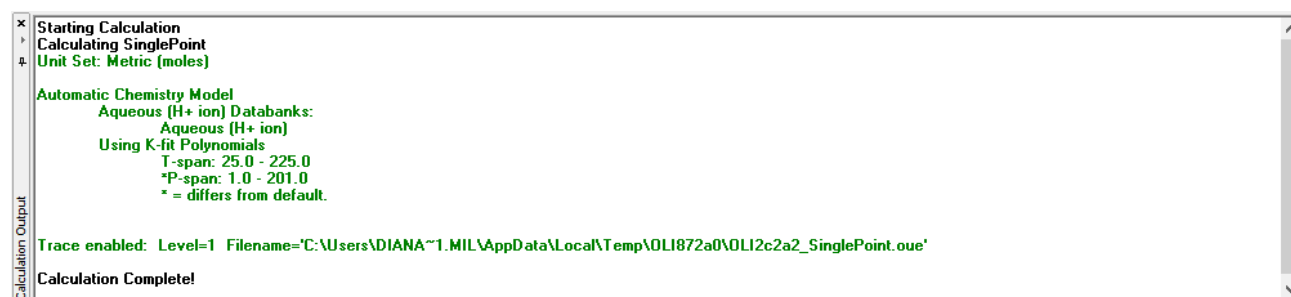 Starting Calculation
Calculating SinglePoint
Unit Set: Metric (moles)
Automatic Chemistry Model
Aqueous (H+ ion) Databanks:
Aqueous (H+ ion)
Using K-fit Polynomials
T-span: 25.0 - 225.0
*P-span: 1.0 - 201.0
* = differs from default.
Trace enabled: Level=1 Filename='C:\Users\DIANA~1.MIL\AppData\Local\Temp\OLI872a0\OLI2c2a2_SinglePoint.oue'
Calculation Complete!
Calculation Output